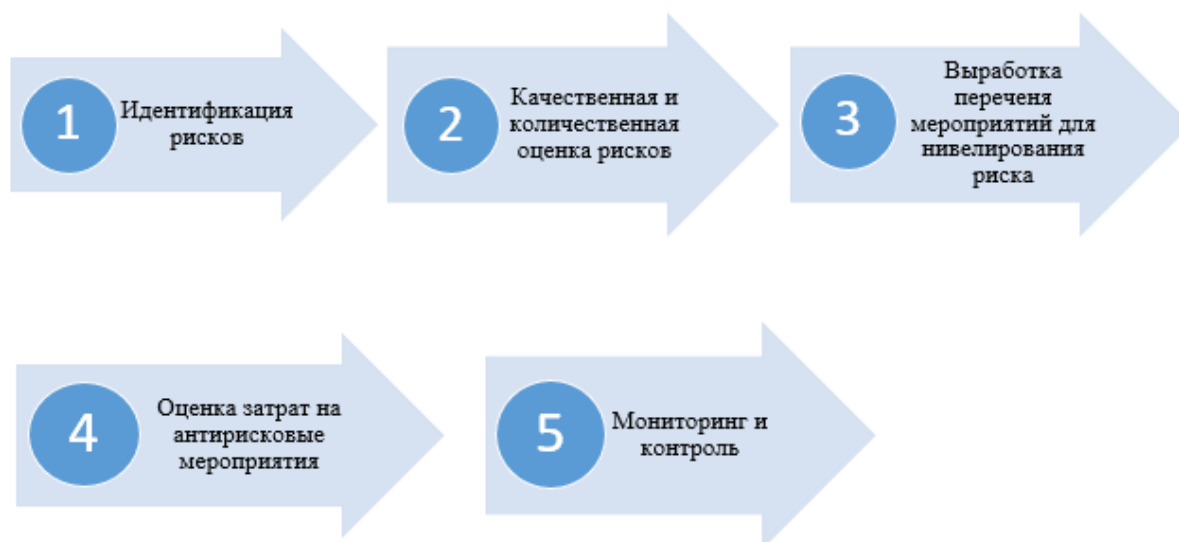 1
Идентификация
рисков
2
Качественная и
количественная
оценка рисков
3
Выработка
переченя
мероприятий для
нивелирования
риска
4
Оценка затрат на
антирисковые
мероприятия
5
Мониторинг и
контроль